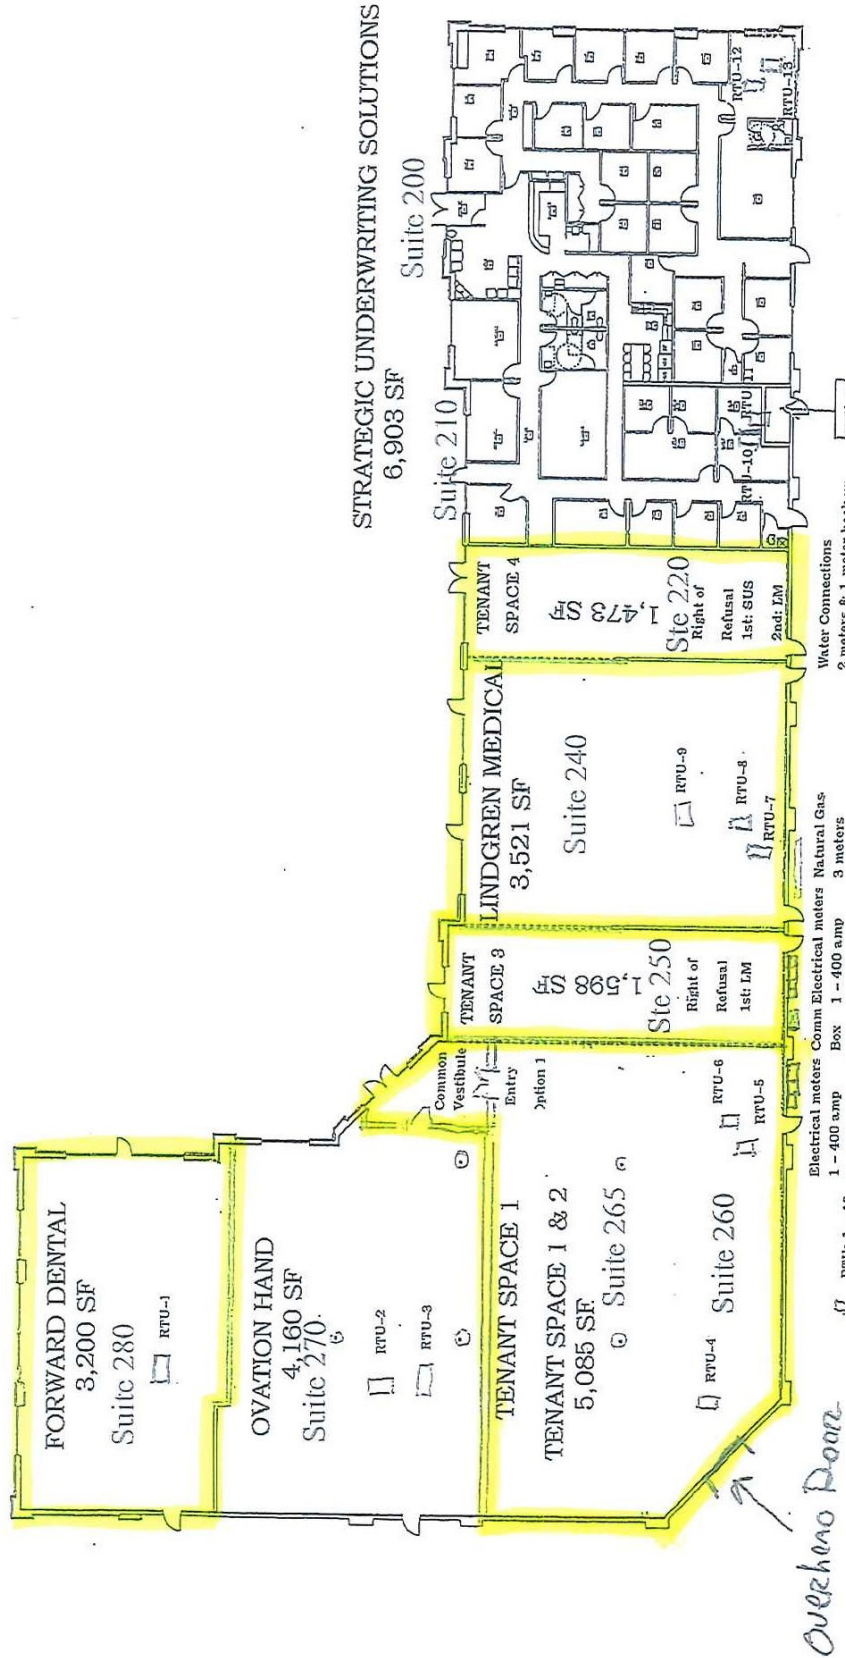 STRATEGIC UNDERWRITING SOLUTIONS
6,903 SF
Suite 200
Suite 210
RTU-12
RTU-13
RTU-10
RTU 11
TENANT
SPACE 4
1,473 SF
Ste 220
Right of
Refusal
1st: SUS
2nd: LM
LINDGREN MEDICAL
3,521 SF
Suite 240
RTU-9
RTU-8
RTU-7
TENANT
SPACE 3
1,598 SF
Ste 250
Right of
Refusal
1st: LM
Common
Vestibule
Entry
Option 1
FORWARD DENTAL
3,200 SF
Suite 280
RTU-1
OVATION HAND
4,160 SF
Suite 270
RTU-2
RTU-3
TENANT SPACE 1
TENANT SPACE 1 & 2
5,085 SF
Suite 265
Suite 260
RTU-4
RTU-6
RTU-5
Overhead Door
Electrical meters Comm Electrical meters Natural Gas
1 - 400 amp Box 1 - 400 amp 3 meters
Water Connections